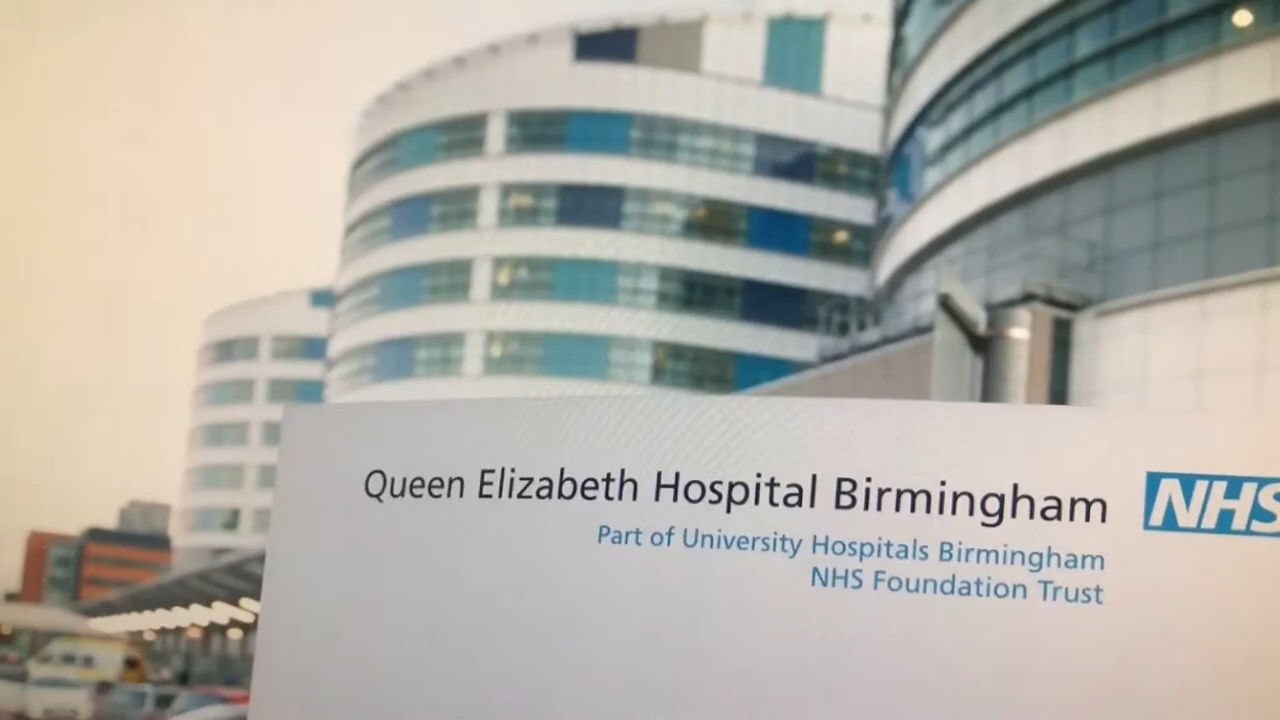 Queen Elizabeth Hospital Birmingham NHS
Part of University Hospitals Birmingham
NHS Foundation Trust